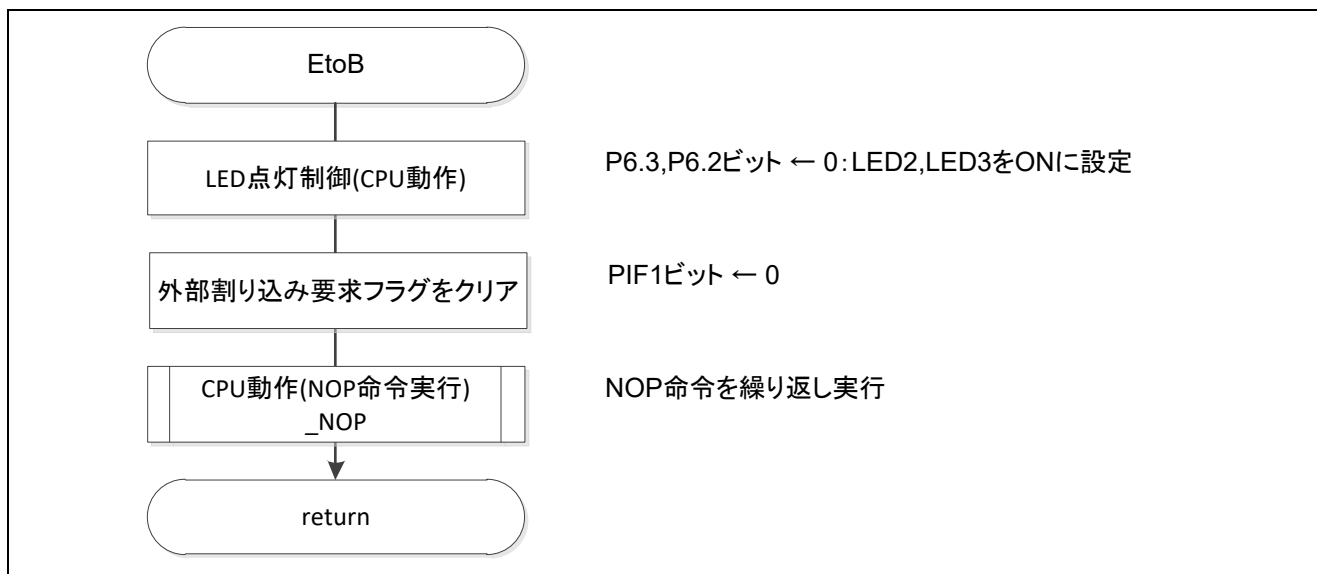 EtoB
LED点灯制御(CPU動作)
P6.3,P6.2ビット ← 0:LED2,LED3をONに設定
外部割り込み要求フラグをクリア
PIF1ビット ← 0
CPU動作(NOP命令実行)
_NOP
NOP命令を繰り返し実行
return